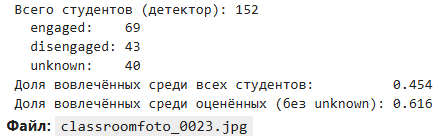 Всего студентов (детектор): 152
engaged: 69
disengaged: 43
unknown: 40
Доля вовлечённых среди всех студентов: 0.454
Доля вовлечённых среди оценённых (без unknown): 0.616
Файл: classroomfoto_0023.jpg